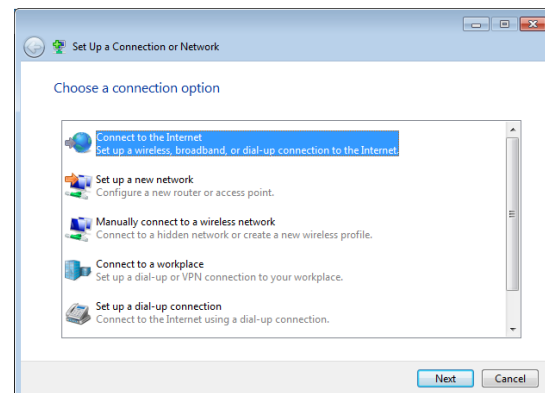 Set Up a Connection or Network
Choose a connection option
Connect to the Internet
Set up a wireless, broadband, or dial-up connection to the Internet.
Set up a new network
Configure a new router or access point.
Manually connect to a wireless network
Connect to a hidden network or create a new wireless profile.
Connect to a workplace
Set up a dial-up or VPN connection to your workplace.
Set up a dial-up connection
Connect to the Internet using a dial-up connection.
Next Cancel